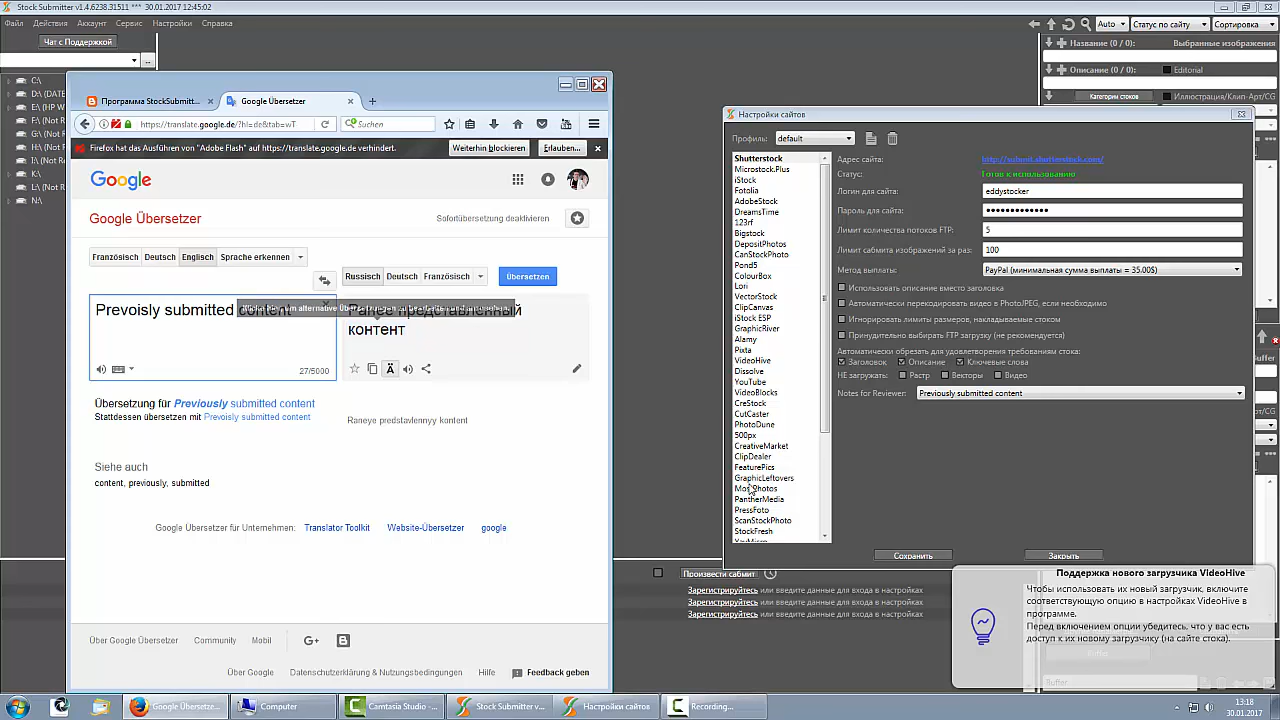 Stock Submitter v1.4.6238.31511 *** 30.01.2017 12:45:02
Файл Действия Аккаунт Сервис Настройки Справка
Auto Статус по сайту Сортировка
Чат с Поддержкой
Название (0 / 0): Выбранные изображения
Описание (0 / 0): Editorial
Категории стоков Иллюстрация/Клип-Арт/CG
C:\
E:\ (HP
F:\ (Not R
G:\ (Not R
H:\ (Not R
K:\
L:\ (Not R
N:\
Программа StockSubmitt...
Google Übersetzer
https://translate.google.de/?hl=de&tab=wT
Suchen
Firefox hat das Ausführen von "Adobe Flash" auf https://translate.google.de verhindert.
Weiterhin blockieren
Erlauben...
Google
Google Übersetzer
Sofortübersetzung deaktivieren
Französisch Deutsch Englisch Sprache erkennen
Russisch Deutsch Französisch
Übersetzen
Prevoisly submitted
контент
27/5000
Übersetzung für Previously submitted content
Stattdessen übersetzen mit Prevoisly submitted content
Raneye predstavlennyy kontent
Siehe auch
content, previously, submitted
Google Übersetzer für Unternehmen: Translator Toolkit Website-Übersetzer google
Über Google Übersetzer Community Mobil
Über Google Datenschutzerklärung & Nutzungsbedingungen Hilfe Feedback geben
Настройки сайтов
Профиль: default
Shutterstock
Microstock.Plus
iStock
Fotolia
AdobeStock
DreamsTime
123rf
Bigstock
DepositPhotos
CanStockPhoto
Pond5
ColourBox
Lori
VectorStock
ClipCanvas
iStock ESP
GraphicRiver
Alamy
Pixta
VideoHive
Dissolve
YouTube
VideoBlocks
CreStock
CutCaster
PhotoDune
500px
CreativeMarket
ClipDealer
FeaturePics
GraphicLeftovers
MostPhotos
PantherMedia
PressFoto
ScanStockPhoto
StockFresh
YayMicro
Адрес сайта: http://submit.shutterstock.com/
Статус: Готов к использованию
Логин для сайта: eddystocker
Пароль для сайта: •••••••••••••
Лимит количества потоков FTP: 5
Лимит сабмита изображений за раз: 100
Метод выплаты: PayPal (минимальная сумма выплаты = 35.00$)
Использовать описание вместо заголовка
Автоматически перекодировать видео в PhotoJPEG, если необходимо
Игнорировать лимиты размеров, накладываемые стоком
Принудительно выбирать FTP загрузку (не рекомендуется)
Автоматически обрезать для удовлетворения требованиям стока:
Заголовок Описание Ключевые слова
НЕ загружать: Растр Векторы Видео
Notes for Reviewer: Previously submitted content
Сохранить
Закрыть
Произвести сабмит
Зарегистрируйтесь или введите данные для входа в настройках
Зарегистрируйтесь или введите данные для входа в настройках
Зарегистрируйтесь или введите данные для входа в настройках
Поддержка нового загрузчика VideoHive
Чтобы использовать их новый загрузчик, включите
соответствующую опцию в настройках VideoHive в
программе.
Перед включением опции убедитесь, что у вас есть
доступ к их новому загрузчику (на сайте стока).
Buffer
Google Übersetze...
Computer
Camtasia Studio -...
Stock Submitter v...
Настройки сайтов
Recording...
13:18
30.01.2017